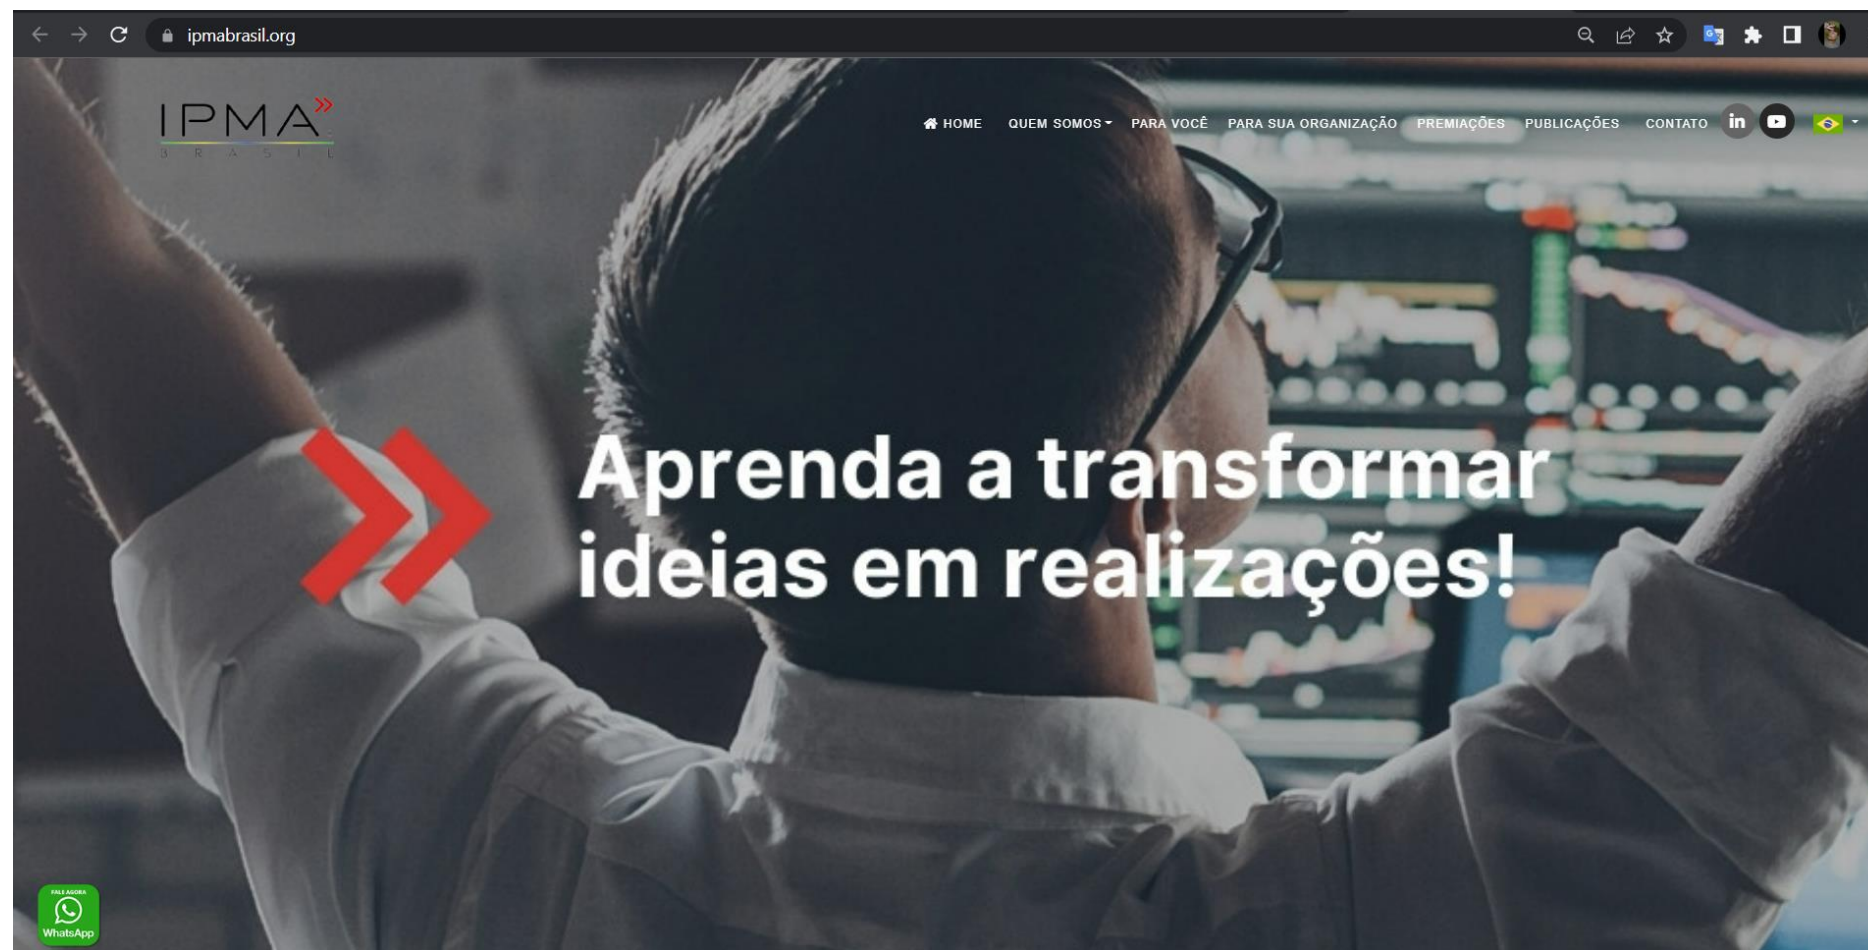 ipmabrasil.org
IPMA
BRASIL
HOME QUEM SOMOS PARA VOCÊ PARA SUA ORGANIZAÇÃO PREMIAÇÕES PUBLICAÇÕES CONTATO in
Aprenda a transformar
ideias em realizações!
FALE AGORA
WhatsApp